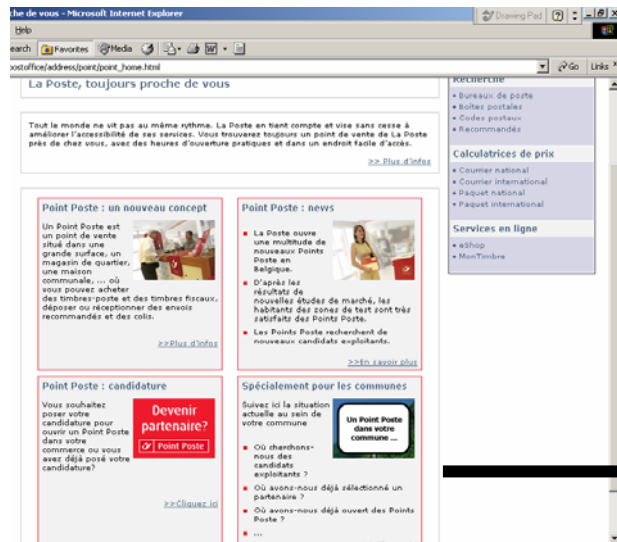 che de vous - Microsoft Internet Explorer
Drawing Pad
Help
earch Favorites Media
postoffice/address/point/point_home.html
Go Links
La Poste, toujours proche de vous
Tout le monde ne vit pas au même rythme. La Poste en tient compte et vise sans cesse à
améliorer l'accessibilité de ses services. Vous trouverez toujours un point de vente de La Poste
près de chez vous, avec des heures d'ouverture pratiques et dans un endroit facile d'accès.
>> Plus d'infos
Point Poste : un nouveau concept
Un Point Poste est
un point de vente
situé dans une
grande surface, un
magasin de quartier,
une maison
communale, ... où
vous pouvez acheter
des timbres-poste et des timbres fiscaux,
déposer ou réceptionner des envois
recommandés et des colis.
>>Plus d'infos
Point Poste : news
La Poste ouvre
une multitude de
nouveaux Points
Poste en
Belgique.
D'après les
résultats de
nouvelles études de marché, les
habitants des zones de test sont très
satisfaits des Points Poste.
Les Points Poste recherchent de
nouveaux candidats exploitants.
>>En savoir plus
Point Poste : candidature
Vous souhaitez
poser votre
candidature pour
ouvrir un Point Poste
dans votre
commerce ou vous
avez déjà posé votre
candidature?
Devenir
partenaire?
Point Poste
>>Cliquez ici
Spécialement pour les communes
Suivez ici la situation
actuelle au sein de
votre commune
Un Point Poste
dans votre
commune ...
Où cherchons-
nous des
candidats
exploitants ?
Où avons-nous déjà sélectionné un
partenaire ?
Où avons-nous déjà ouvert des Points
Poste ?
...
Recherche
Bureaux de poste
Boîtes postales
Codes postaux
Recommandés
Calculatrices de prix
Courrier national
Courrier international
Paquet national
Paquet international
Services en ligne
eShop
MonTimbre